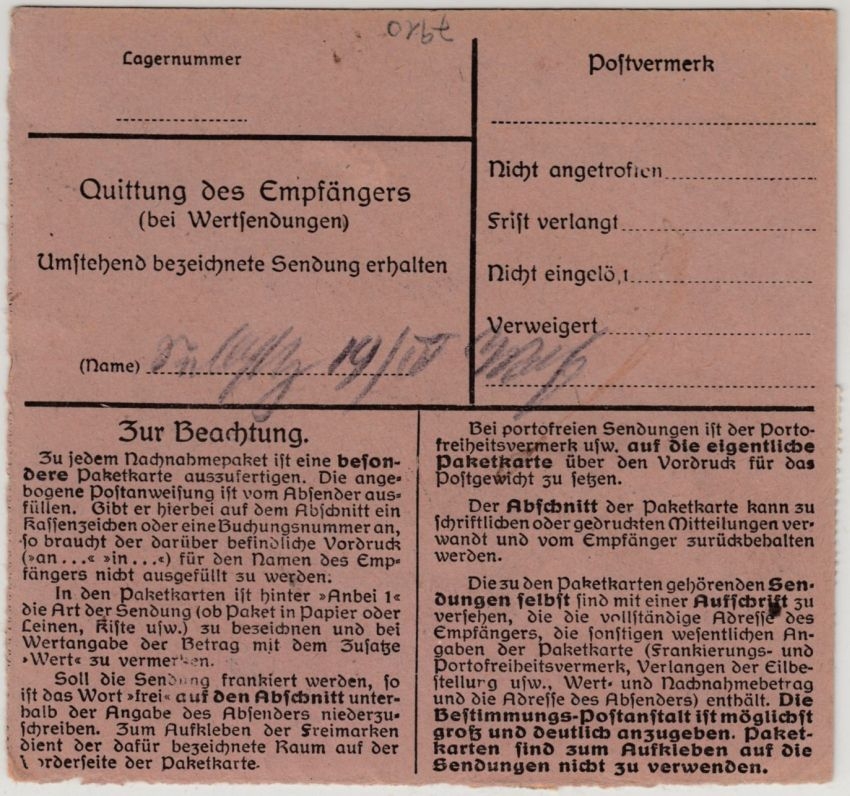 Lagernummer
Postvermerk
Nicht angetroffen
Quittung des Empfängers
(bei Wertsendungen)
Frist verlangt
Umstehend bezeichnete Sendung erhalten
Nicht eingelöst
Verweigert
(Name)
Zur Beachtung.
Zu jedem Nachnahmepaket ist eine beson-
dere Paketkarte auszufertigen. Die ange-
bogene Postanweisung ist vom Absender aus-
füllen. Gibt er hierbei auf dem Abschnitt ein
Kassenzeichen oder eine Buchungsnummer an,
so braucht der darüber befindliche Vordruck
(»an...« »in...«) für den Namen des Emp-
fängers nicht ausgefüllt zu werden.
In den Paketkarten ist hinter »Anbei 1«
die Art der Sendung (ob Paket in Papier oder
Leinen, Kiste usw.) zu bezeichnen und bei
Wertangabe der Betrag mit dem Zusatze
»Wert« zu vermerken.
Soll die Sendung frankiert werden, so
ist das Wort »frei« auf den Abschnitt unter-
halb der Angabe des Absenders niederzu-
schreiben. Zum Aufkleben der Freimarken
dient der dafür bezeichnete Raum auf der
Vorderseite der Paketkarte.
Bei portofreien Sendungen ist der Porto-
freiheitsvermerk usw. auf die eigentliche
Paketkarte über den Vordruck für das
Postgewicht zu setzen.
Der Abschnitt der Paketkarte kann zu
schriftlichen oder gedruckten Mitteilungen ver-
wandt und vom Empfänger zurückbehalten
werden.
Die zu den Paketkarten gehörenden Sen-
dungen selbst sind mit einer Aufschrift zu
versehen, die die vollständige Adresse des
Empfängers, die sonstigen wesentlichen An-
gaben der Paketkarte (Frankierungs- und
Portofreiheitsvermerk, Verlangen der Eilbe-
stellung usw., Wert- und Nachnahmebetrag
und die Adresse des Absenders) enthält. Die
Bestimmungs-Postanstalt ist möglichst
groß und deutlich anzugeben. Paket-
karten sind zum Aufkleben auf die
Sendungen nicht zu verwenden.